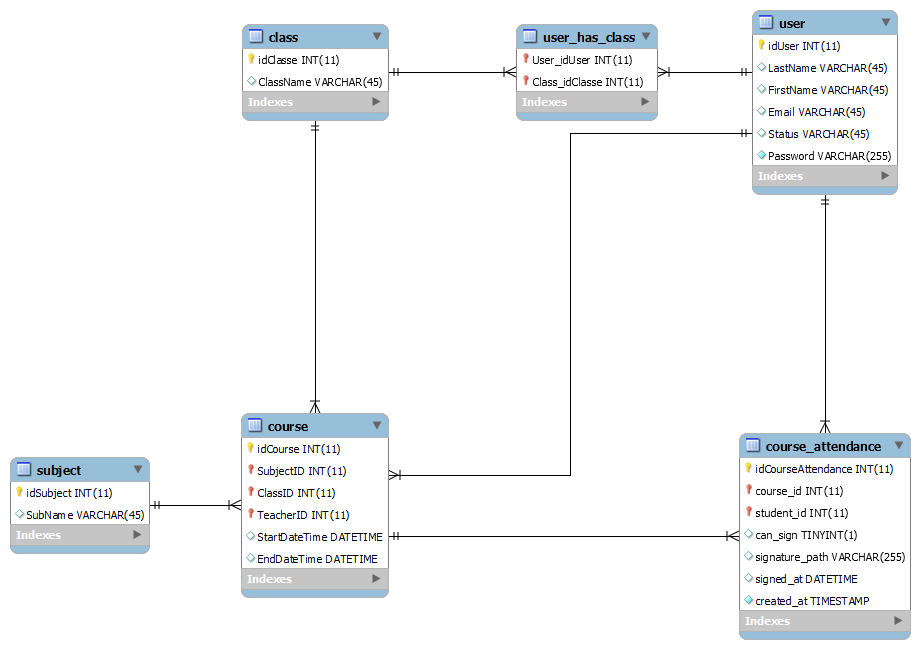 class
idClasse INT(11)
ClassName VARCHAR(45)
Indexes
user_has_class
User_idUser INT(11)
Class_idClasse INT(11)
Indexes
user
idUser INT(11)
LastName VARCHAR(45)
FirstName VARCHAR(45)
Email VARCHAR(45)
Status VARCHAR(45)
Password VARCHAR(255)
Indexes
subject
idSubject INT(11)
SubName VARCHAR(45)
Indexes
course
idCourse INT(11)
SubjectID INT(11)
ClassID INT(11)
TeacherID INT(11)
StartDateTime DATETIME
EndDateTime DATETIME
Indexes
course_attendance
idCourseAttendance INT(11)
course_id INT(11)
student_id INT(11)
can_sign TINYINT(1)
signature_path VARCHAR(255)
signed_at DATETIME
created_at TIMESTAMP
Indexes